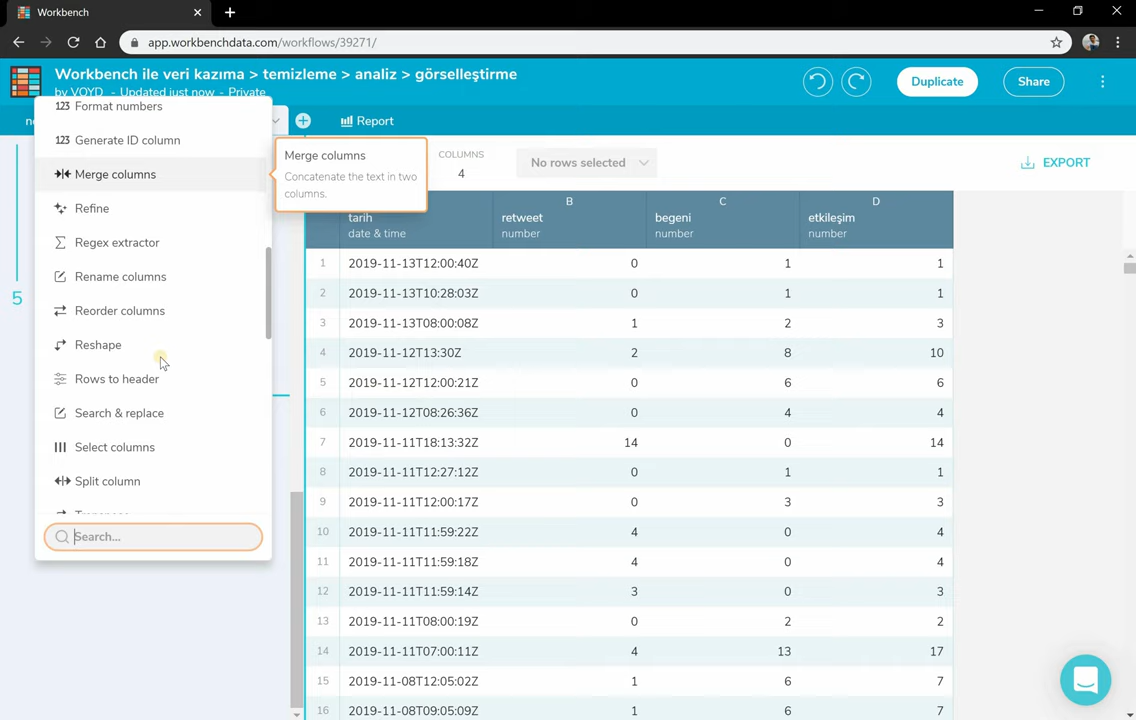 Workbench
app.workbenchdata.com/workflows/39271/
Workbench ile veri kazıma > temizleme > analiz > görselleştirme
by VOYD - Updated just now - Private
Duplicate
Share
Report
Format numbers
Generate ID column
Merge columns
Refine
Regex extractor
Rename columns
Reorder columns
Reshape
Rows to header
Search & replace
Select columns
Split column
Search...
5
Merge columns
Concatenate the text in two
columns.
COLUMNS
4
No rows selected
EXPORT
B C D
tarih retweet begeni etkileşim
date & time number number number
1 2019-11-13T12:00:40Z 0 1 1
2 2019-11-13T10:28:03Z 0 1 1
3 2019-11-13T08:00:08Z 1 2 3
4 2019-11-12T13:30Z 2 8 10
5 2019-11-12T12:00:21Z 0 6 6
6 2019-11-12T08:26:36Z 0 4 4
7 2019-11-11T18:13:32Z 14 0 14
8 2019-11-11T12:27:12Z 0 1 1
9 2019-11-11T12:00:17Z 0 3 3
10 2019-11-11T11:59:22Z 4 0 4
11 2019-11-11T11:59:18Z 4 0 4
12 2019-11-11T11:59:14Z 3 0 3
13 2019-11-11T08:00:19Z 0 2 2
14 2019-11-11T07:00:11Z 4 13 17
15 2019-11-08T12:05:02Z 1 6 7
16 2019-11-08T09:05:09Z 1 6 7